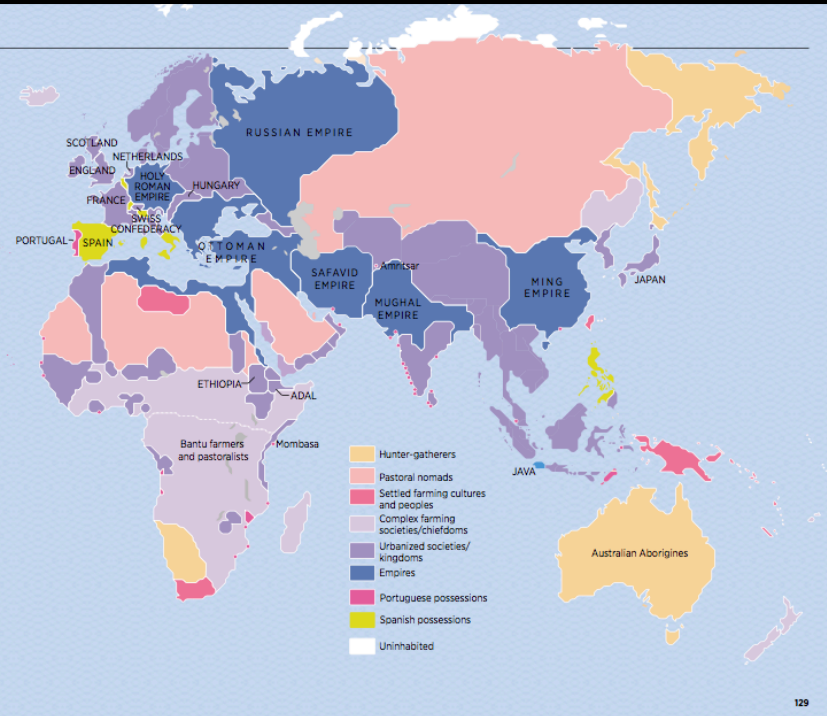 RUSSIAN EMPIRE
SCOTLAND
NETHERLANDS
ENGLAND
HOLY
ROMAN
EMPIRE
HUNGARY
FRANCE
SWISS
CONFEDERACY
PORTUGAL
SPAIN
OTTOMAN
EMPIRE
SAFAVID
EMPIRE
Amritsar
MUGHAL
EMPIRE
MING
EMPIRE
JAPAN
ETHIOPIA
ADAL
Bantu farmers
and pastoralists
Mombasa
JAVA
Australian Aborigines
Hunter-gatherers
Pastoral nomads
Settled farming cultures
and peoples
Complex farming
societies/chiefdoms
Urbanized societies/
kingdoms
Empires
Portuguese possessions
Spanish possessions
Uninhabited
129